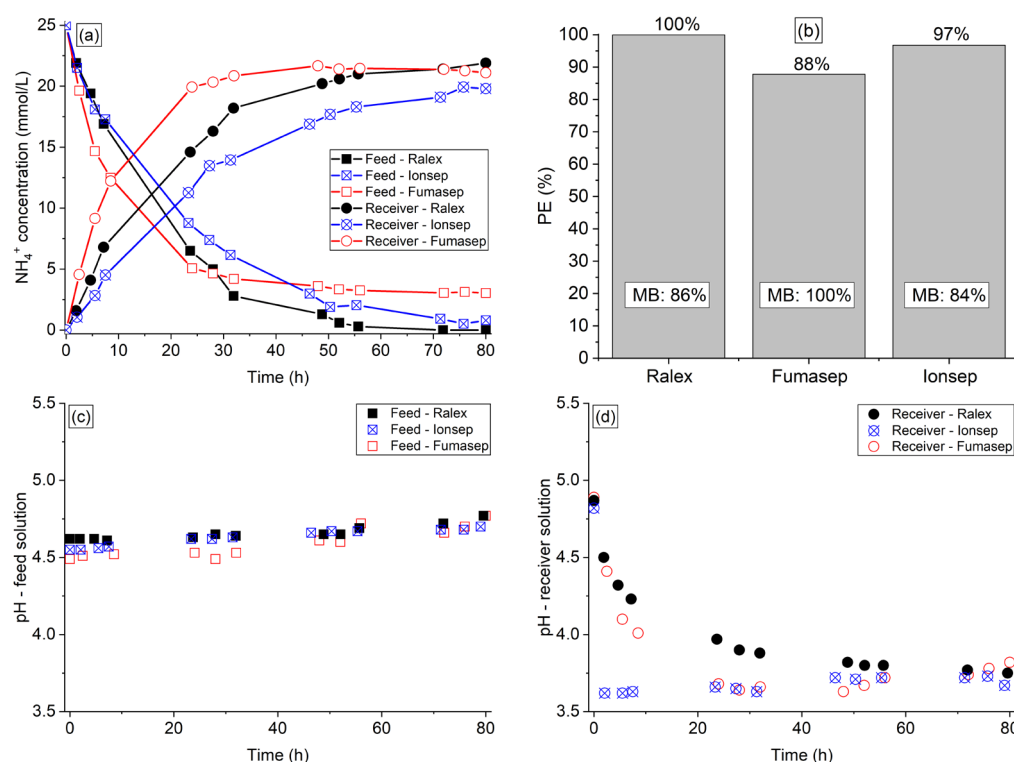 (a)
25
20
15
10
5
0
NH₄⁺ concentration (mmol/L)
Feed - Ralex
Feed - Ionsep
Feed - Fumasep
Receiver - Ralex
Receiver - Ionsep
Receiver - Fumasep
0 10 20 30 40 50 60 70 80
Time (h)
(b)
100
90
80
70
60
50
40
30
20
10
0
PE (%)
100%
88%
97%
MB: 86%
MB: 100%
MB: 84%
Ralex Fumasep Ionsep
(c)
5.5
5.0
4.5
4.0
3.5
pH - feed solution
Feed - Ralex
Feed - Ionsep
Feed - Fumasep
0 20 40 60 80
Time (h)
(d)
5.5
5.0
4.5
4.0
3.5
pH - receiver solution
Receiver - Ralex
Receiver - Ionsep
Receiver - Fumasep
0 20 40 60 80
Time (h)